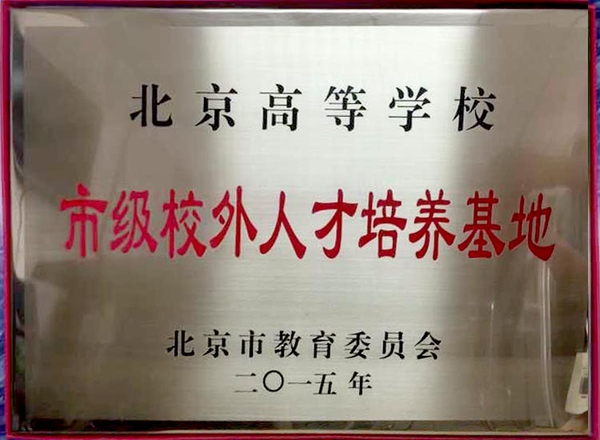 北京高等学校
市级校外人才培养基地
北京市教育委员会
二〇一五年